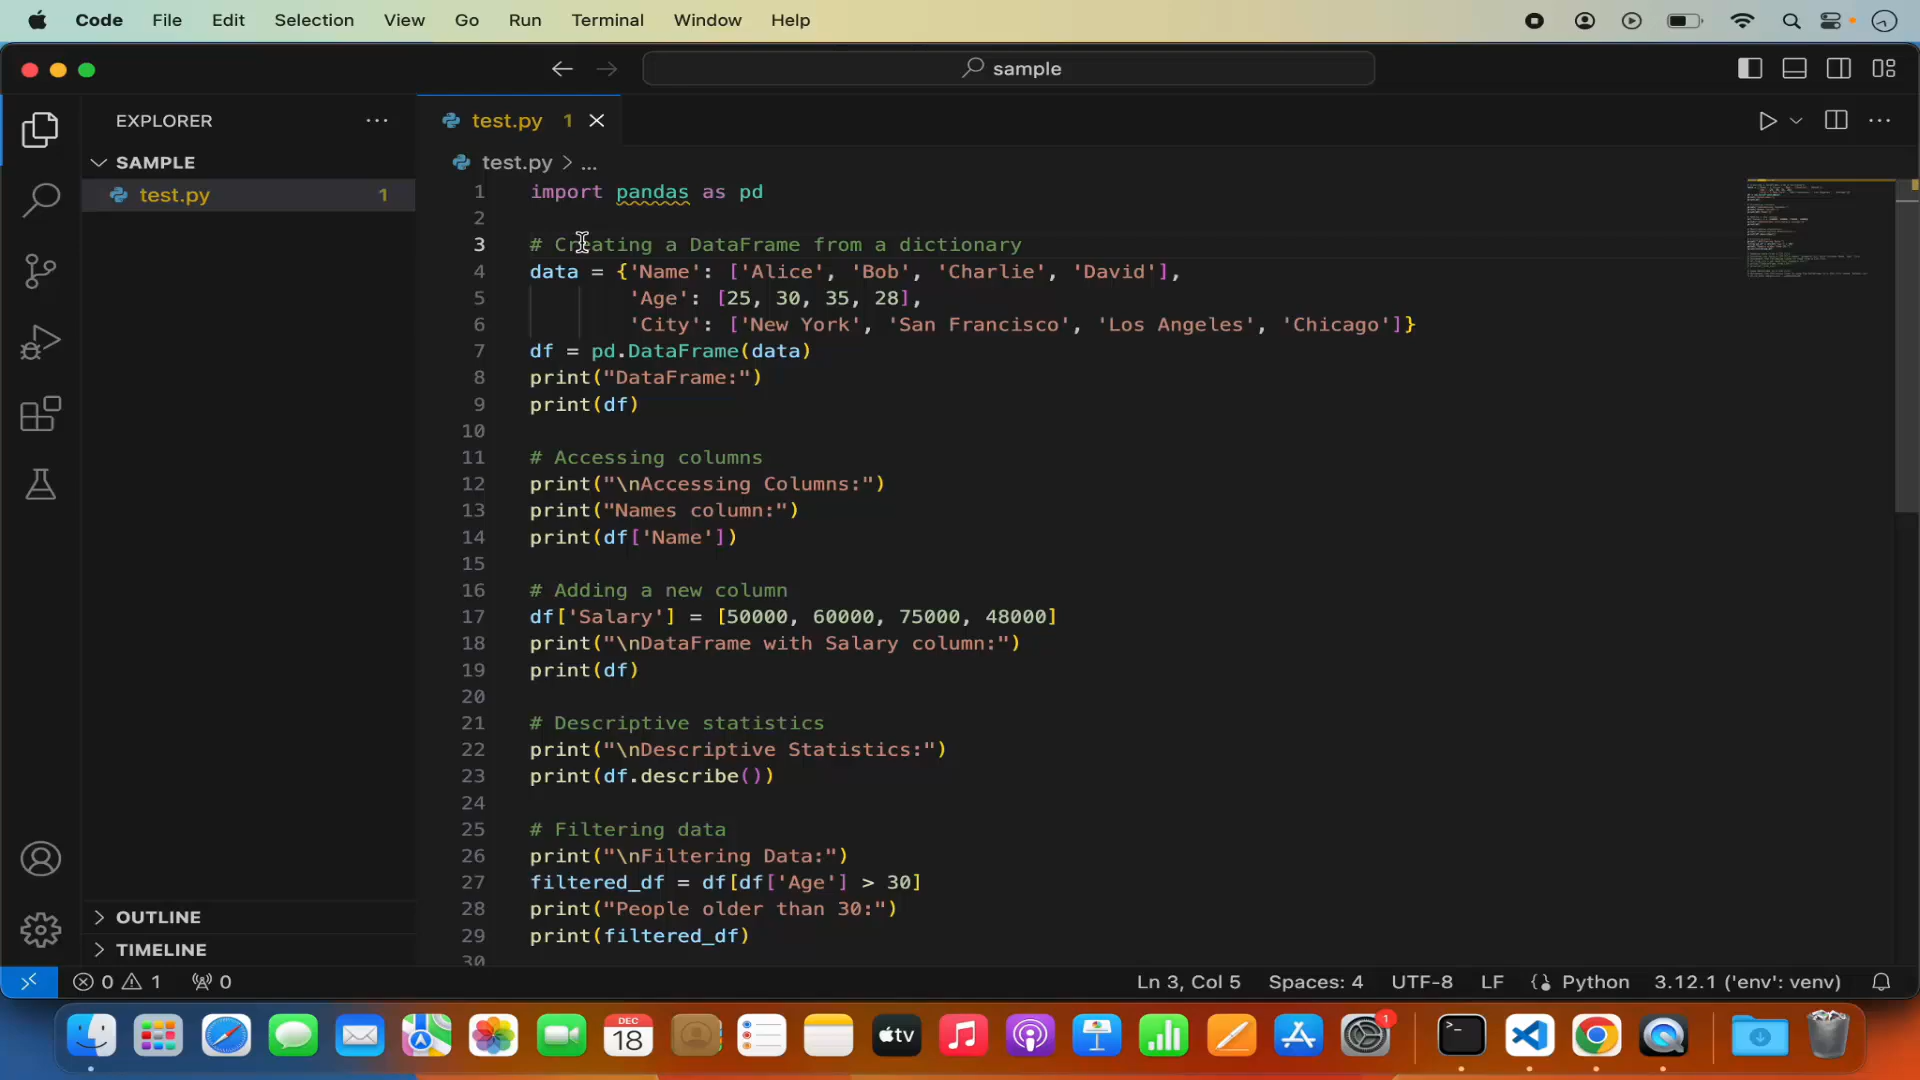 Code File Edit Selection View Go Run Terminal Window Help
sample
EXPLORER
SAMPLE
test.py 1
OUTLINE
TIMELINE
test.py 1
test.py > ...
1 import pandas as pd
2
3 # Creating a DataFrame from a dictionary
4 data = {'Name': ['Alice', 'Bob', 'Charlie', 'David'],
5 'Age': [25, 30, 35, 28],
6 'City': ['New York', 'San Francisco', 'Los Angeles', 'Chicago']}
7 df = pd.DataFrame(data)
8 print("DataFrame:")
9 print(df)
10
11 # Accessing columns
12 print("\nAccessing Columns:")
13 print("Names column:")
14 print(df['Name'])
15
16 # Adding a new column
17 df['Salary'] = [50000, 60000, 75000, 48000]
18 print("\nDataFrame with Salary column:")
19 print(df)
20
21 # Descriptive statistics
22 print("\nDescriptive Statistics:")
23 print(df.describe())
24
25 # Filtering data
26 print("\nFiltering Data:")
27 filtered_df = df[df['Age'] > 30]
28 print("People older than 30:")
29 print(filtered_df)
30
0 1 0 Ln 3, Col 5 Spaces: 4 UTF-8 LF Python 3.12.1 ('env': venv)
DEC
18
tv
1